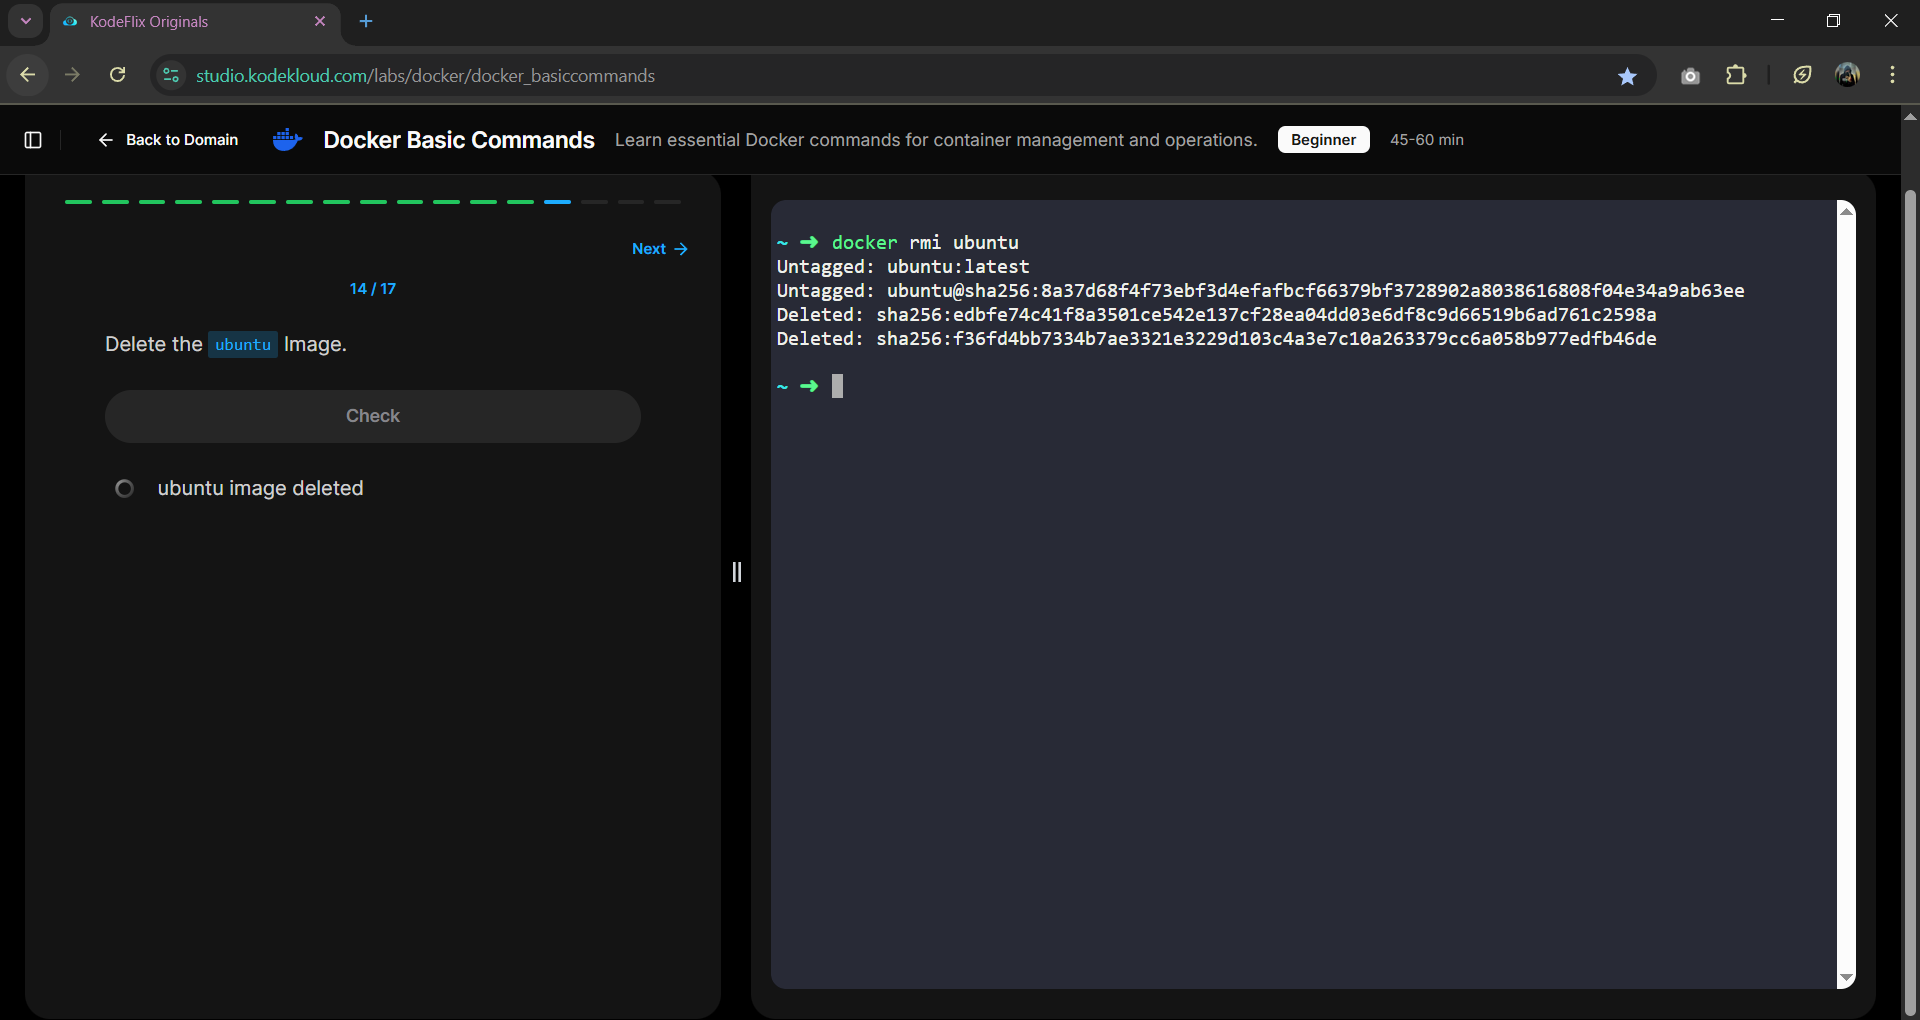 KodeFlix Originals
studio.kodekloud.com/labs/docker/docker_basiccommands
Back to Domain
Docker Basic Commands
Learn essential Docker commands for container management and operations.
Beginner
45-60 min
Next
14 / 17
Delete the ubuntu Image.
Check
ubuntu image deleted
~ ➜ docker rmi ubuntu
Untagged: ubuntu:latest
Untagged: ubuntu@sha256:8a37d68f4f73ebf3d4efafbcf66379bf3728902a8038616808f04e34a9ab63ee
Deleted: sha256:edbfe74c41f8a3501ce542e137cf28ea04dd03e6df8c9d66519b6ad761c2598a
Deleted: sha256:f36fd4bb7334b7ae3321e3229d103c4a3e7c10a263379cc6a058b977edfb46de
~ ➜